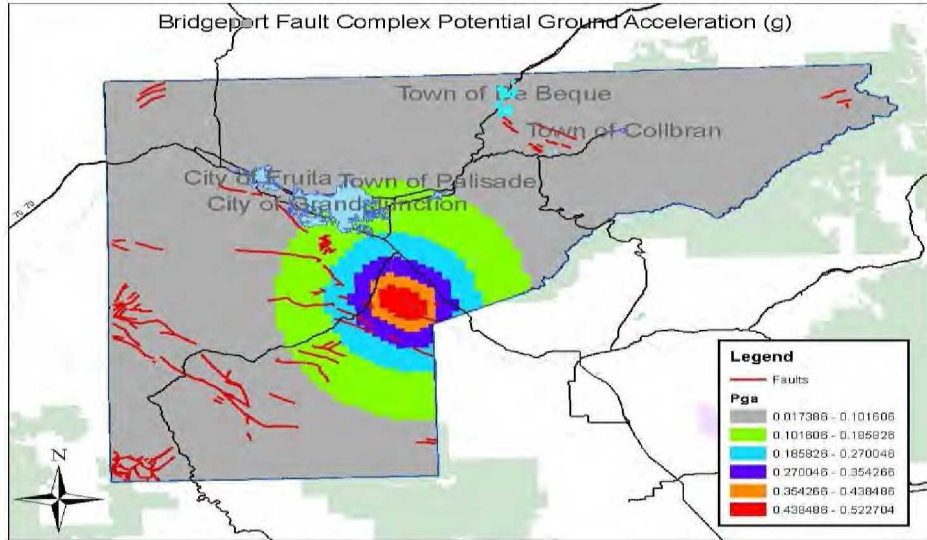 Bridgeport Fault Complex Potential Ground Acceleration (g)
Town of De Beque
Town of Collbran
City of Fruita
Town of Palisade
City of Grand Junction
70 70
N
Legend
Faults
Pga
0.017386 - 0.101606
0.101606 - 0.185826
0.185826 - 0.270046
0.270046 - 0.354266
0.354266 - 0.438486
0.438486 - 0.522704